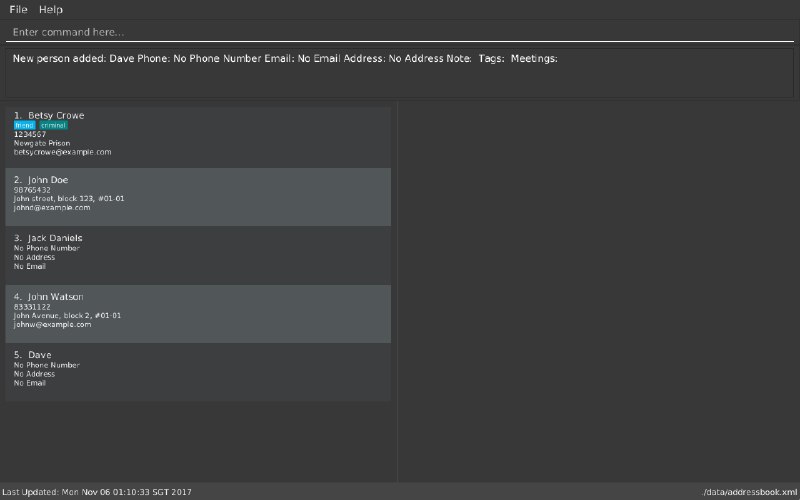 File Help
Enter command here...
New person added: Dave Phone: No Phone Number Email: No Email Address: No Address Note:  Tags:  Meetings:
1. Betsy Crowe
friend criminal
1234567
Newgate Prison
betsycrowe@example.com
2. John Doe
98765432
John street, block 123, #01-01
johnd@example.com
3. Jack Daniels
No Phone Number
No Address
No Email
4. John Watson
83331122
John Avenue, block 2, #01-01
johnw@example.com
5. Dave
No Phone Number
No Address
No Email
Last Updated: Mon Nov 06 01:10:33 SGT 2017
./data/addressbook.xml